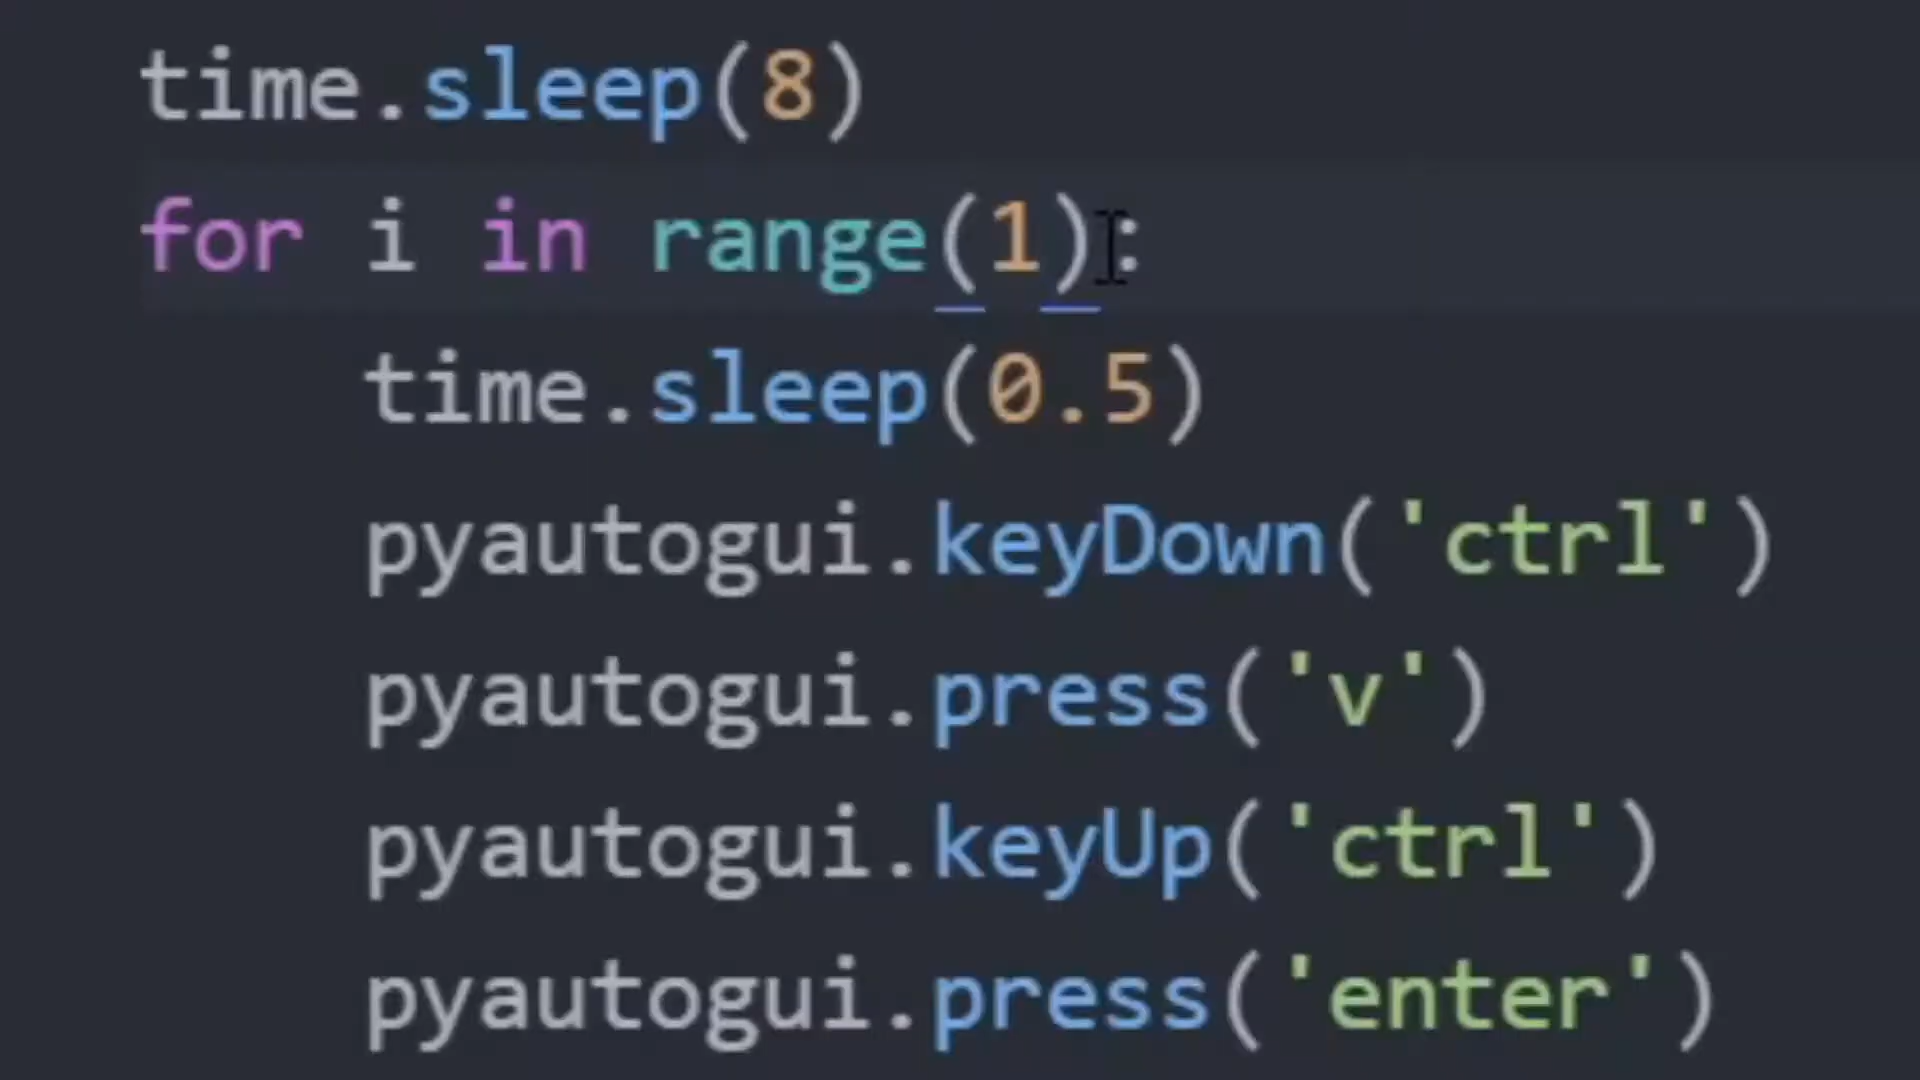 time.sleep(8)
for i in range(1):
    time.sleep(0.5)
    pyautogui.keyDown('ctrl')
    pyautogui.press('v')
    pyautogui.keyUp('ctrl')
    pyautogui.press('enter')